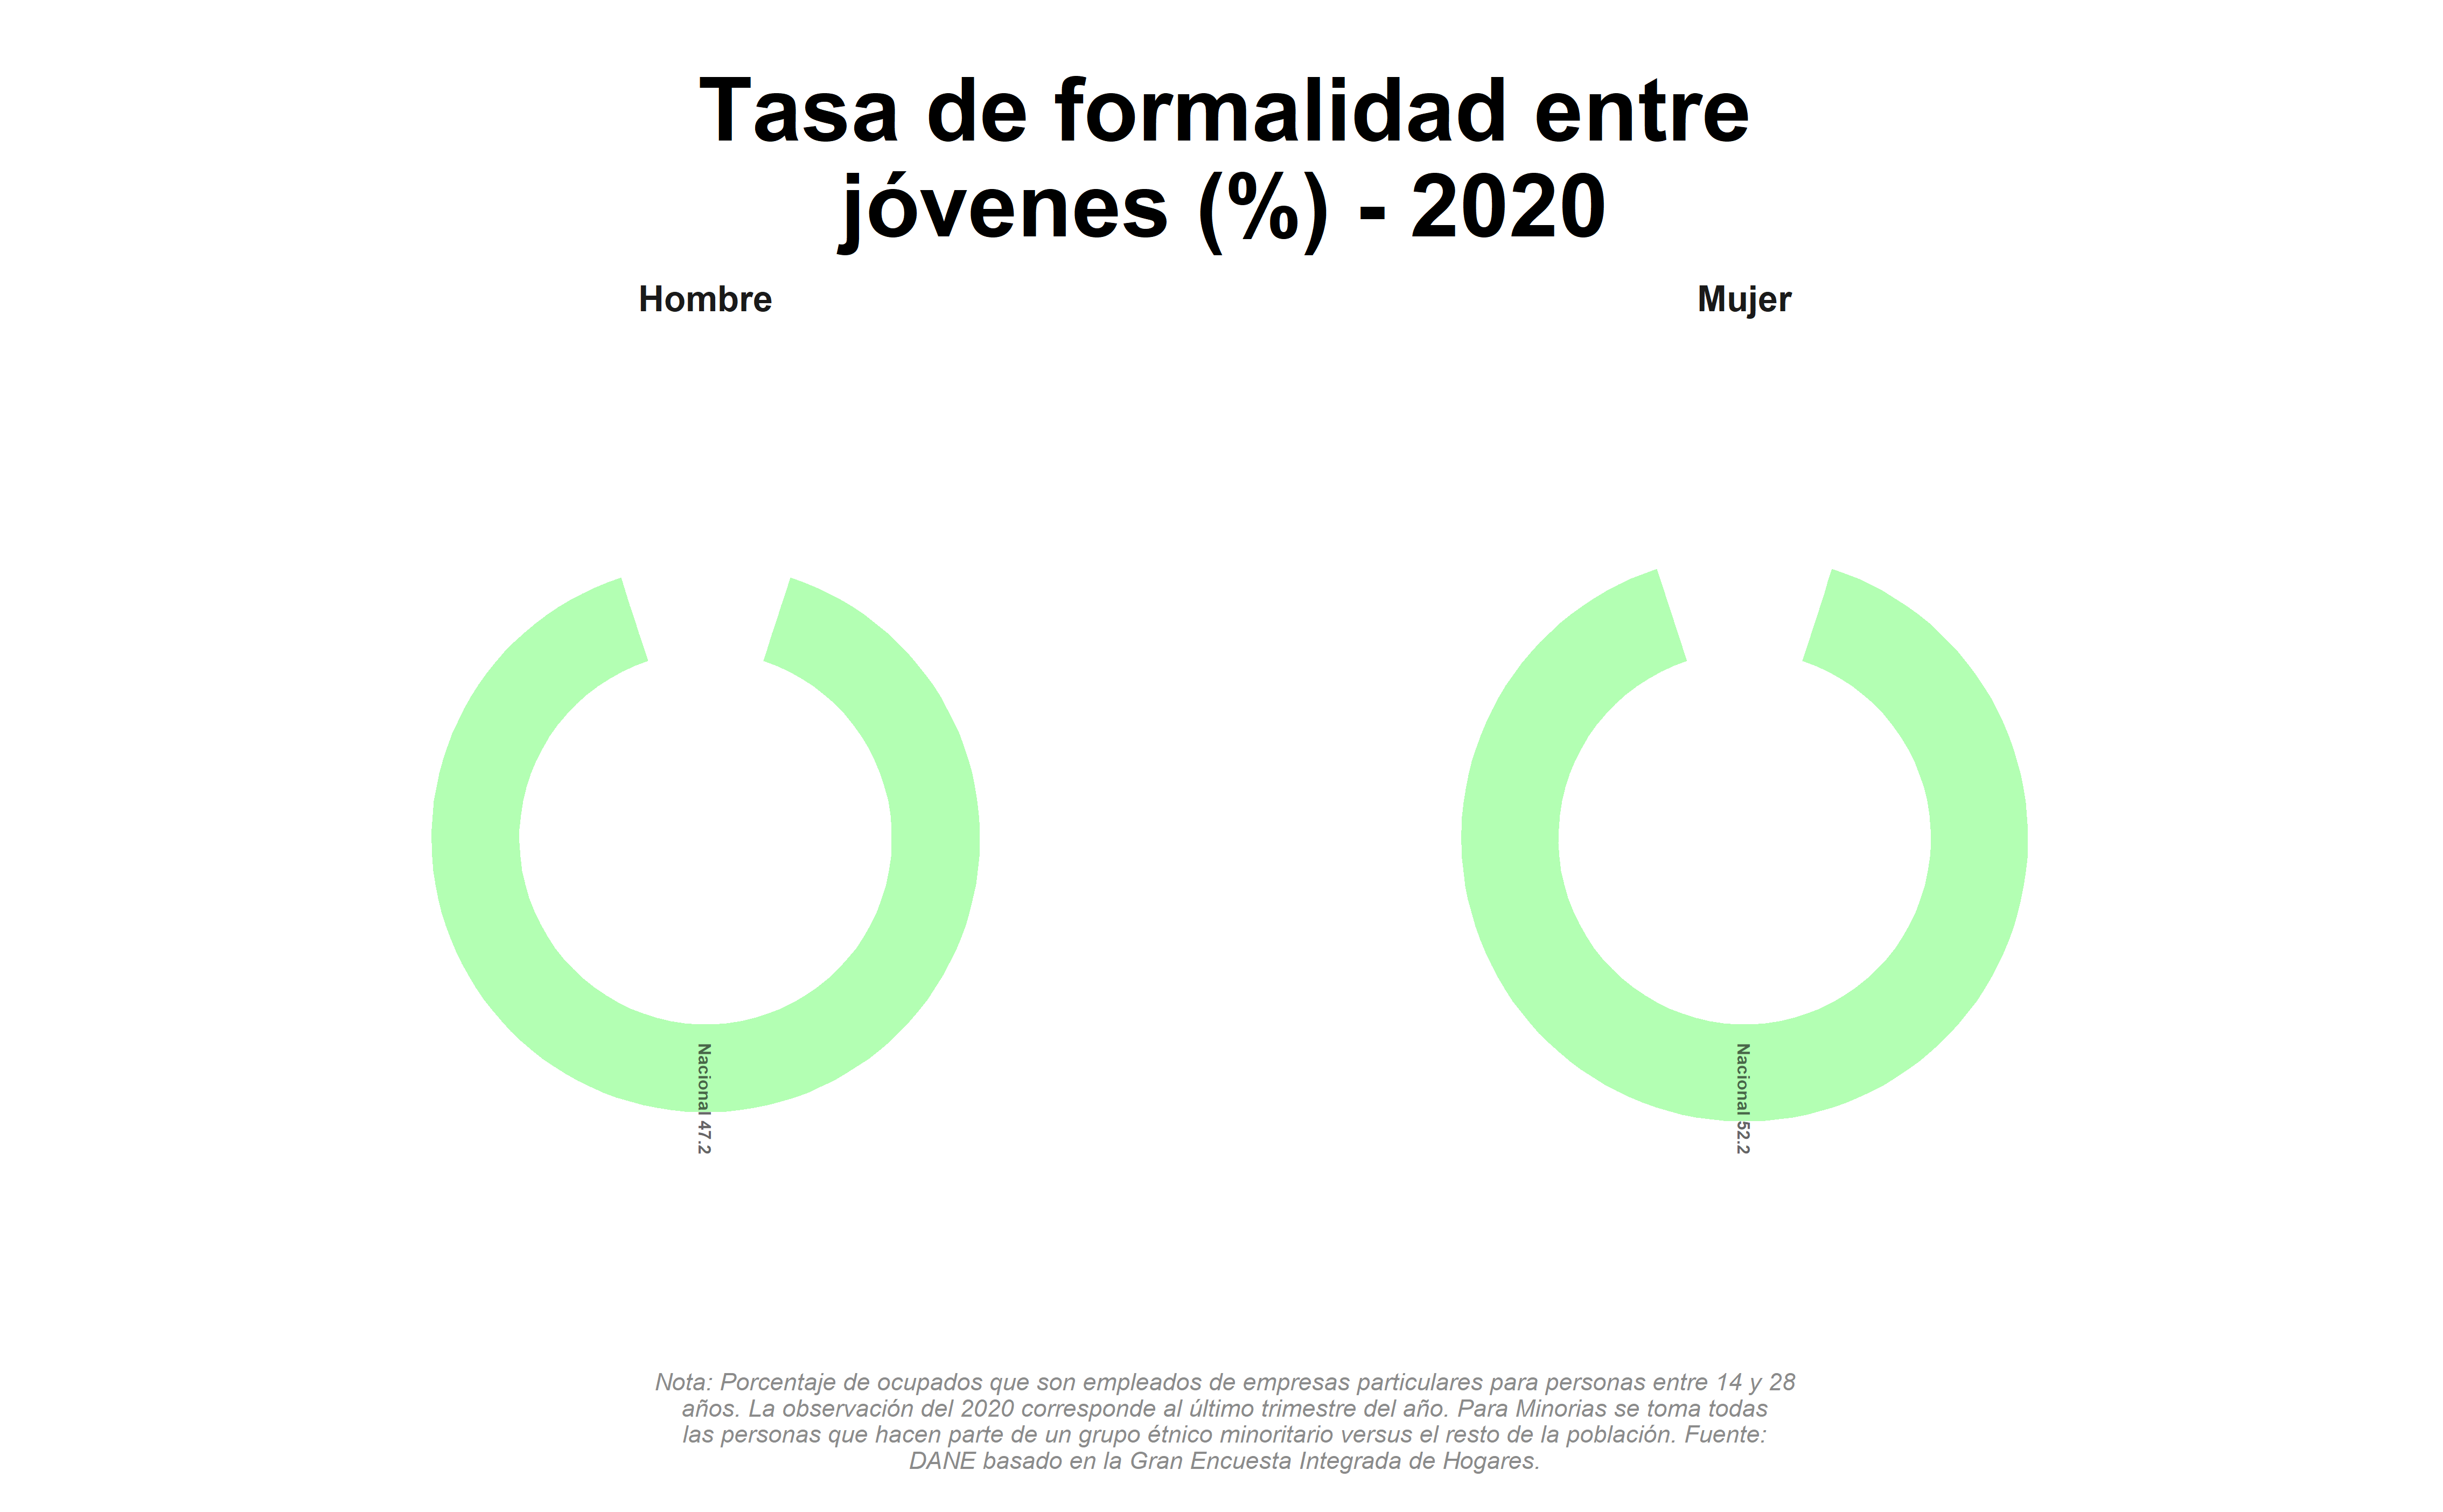 Tasa de formalidad entre
jóvenes (%) - 2020
Hombre
Mujer
Nacional 47.2
Nacional 52.2
Nota: Porcentaje de ocupados que son empleados de empresas particulares para personas entre 14 y 28
años. La observación del 2020 corresponde al último trimestre del año. Para Minorias se toma todas
las personas que hacen parte de un grupo étnico minoritario versus el resto de la población. Fuente:
DANE basado en la Gran Encuesta Integrada de Hogares.